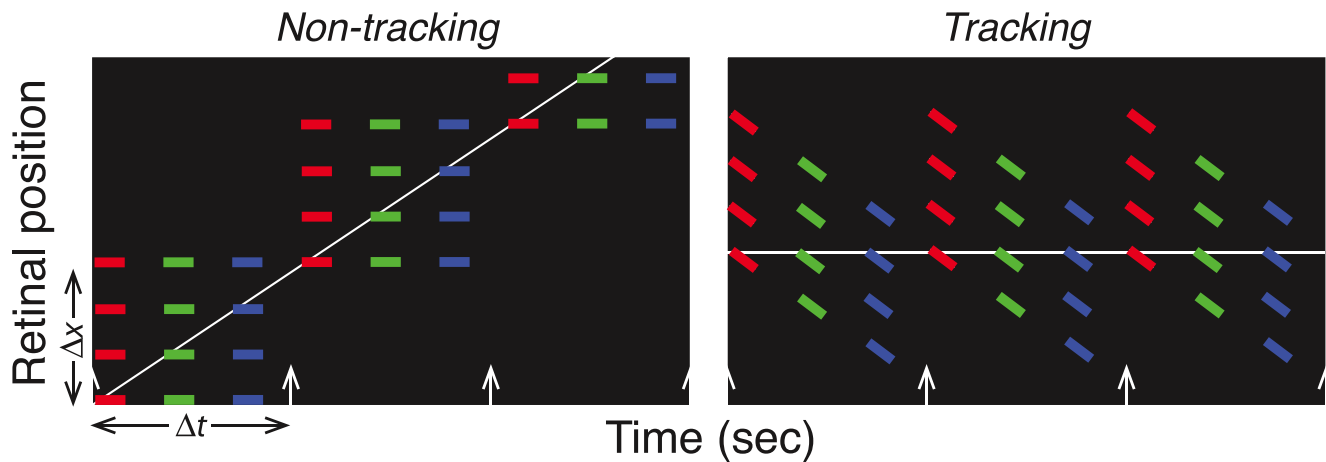 Non-tracking
Tracking
Retinal position
Δx
Δt
Time (sec)